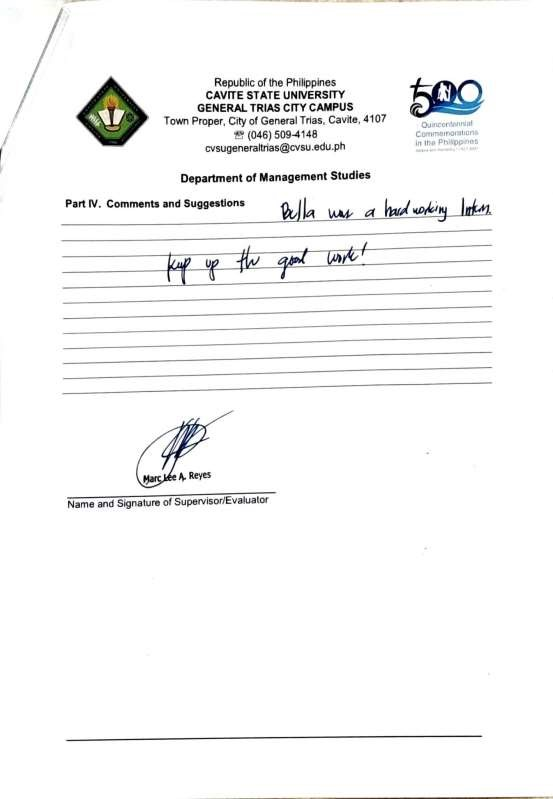 Republic of the Philippines
CAVITE STATE UNIVERSITY
GENERAL TRIAS CITY CAMPUS
Town Proper, City of General Trias, Cavite, 4107
☏ (046) 509-4148
cvsugeneraltrias@cvsu.edu.ph
500
Quincentennial
Commemorations
in the Philippines
Department of Management Studies
Part IV. Comments and Suggestions
Bella was a hard working Intern.
Keep up the good work!
Marc Lee A. Reyes
Name and Signature of Supervisor/Evaluator